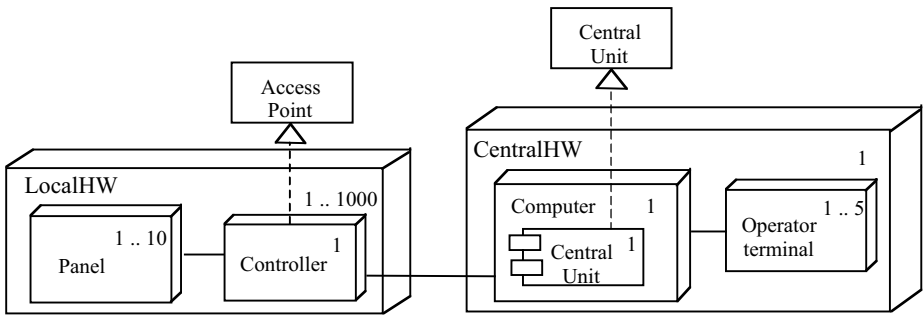 Central
Unit
Access
Point
LocalHW
1 .. 1000
1 .. 10
Panel
1
Controller
CentralHW
1
Computer
1
1
Central
Unit
1 .. 5
Operator
terminal